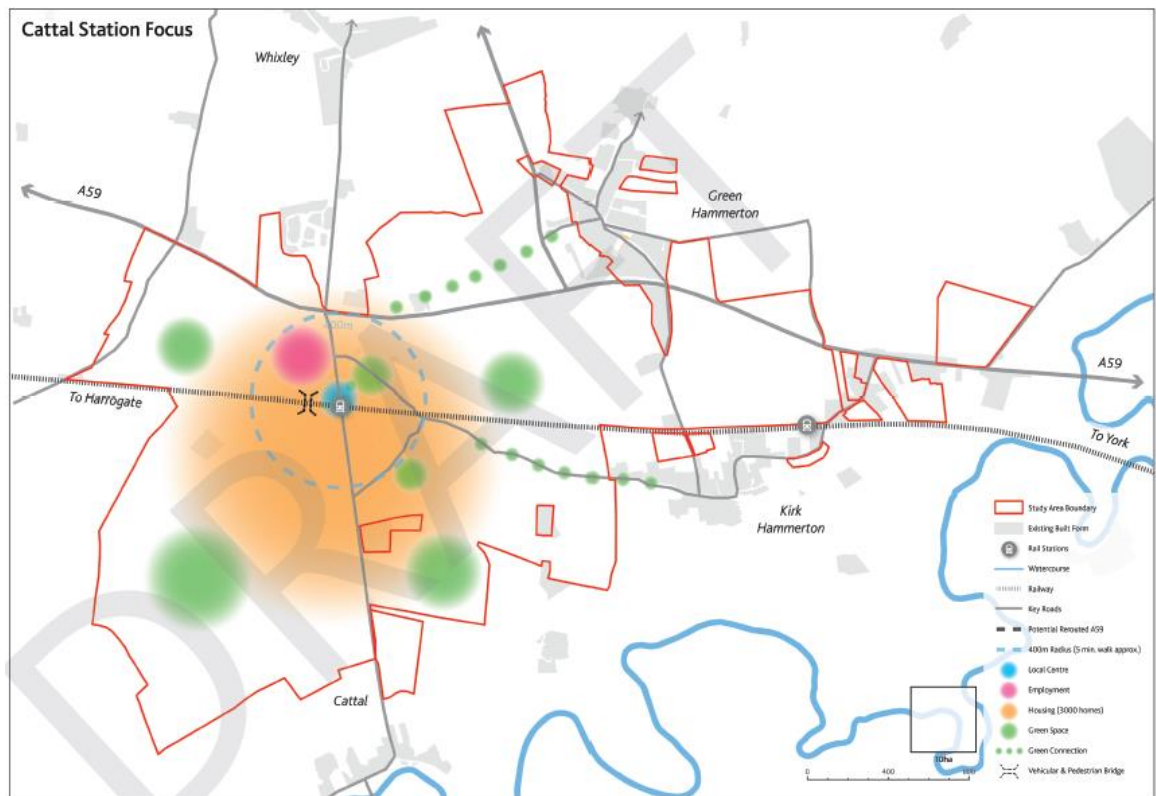 Cattal Station Focus
Whixley
A59
Green
Hammerton
400m
To Harrogate
A59
To York
Kirk
Hammerton
Cattal
DRAFT
Study Area Boundary
Existing Built Form
Rail Stations
Watercourse
Railway
Key Roads
Potential Rerouted A59
400m Radius (5 min. walk approx.)
Local Centre
Employment
Housing (3000 homes)
Green Space
Green Connection
Vehicular & Pedestrian Bridge
10ha
0 400 800